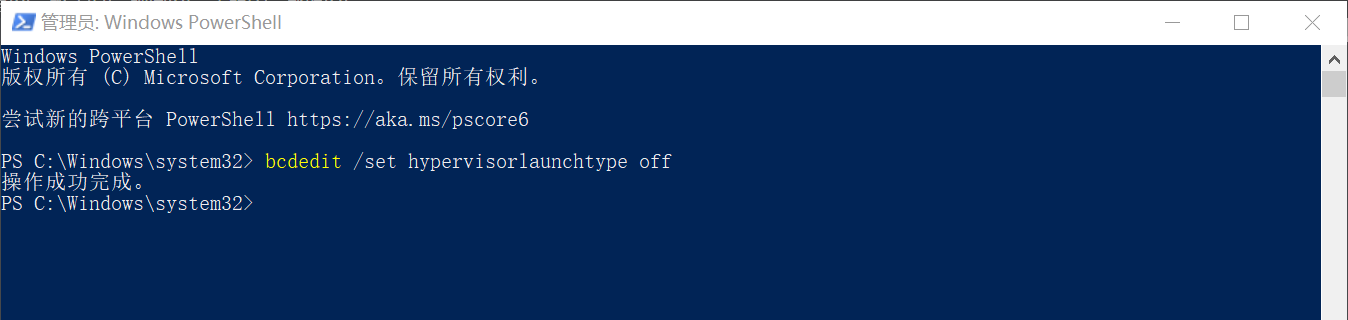 管理员: Windows PowerShell
Windows PowerShell
版权所有 (C) Microsoft Corporation。保留所有权利。
尝试新的跨平台 PowerShell https://aka.ms/pscore6
PS C:\Windows\system32> bcdedit /set hypervisorlaunchtype off
操作成功完成。
PS C:\Windows\system32>